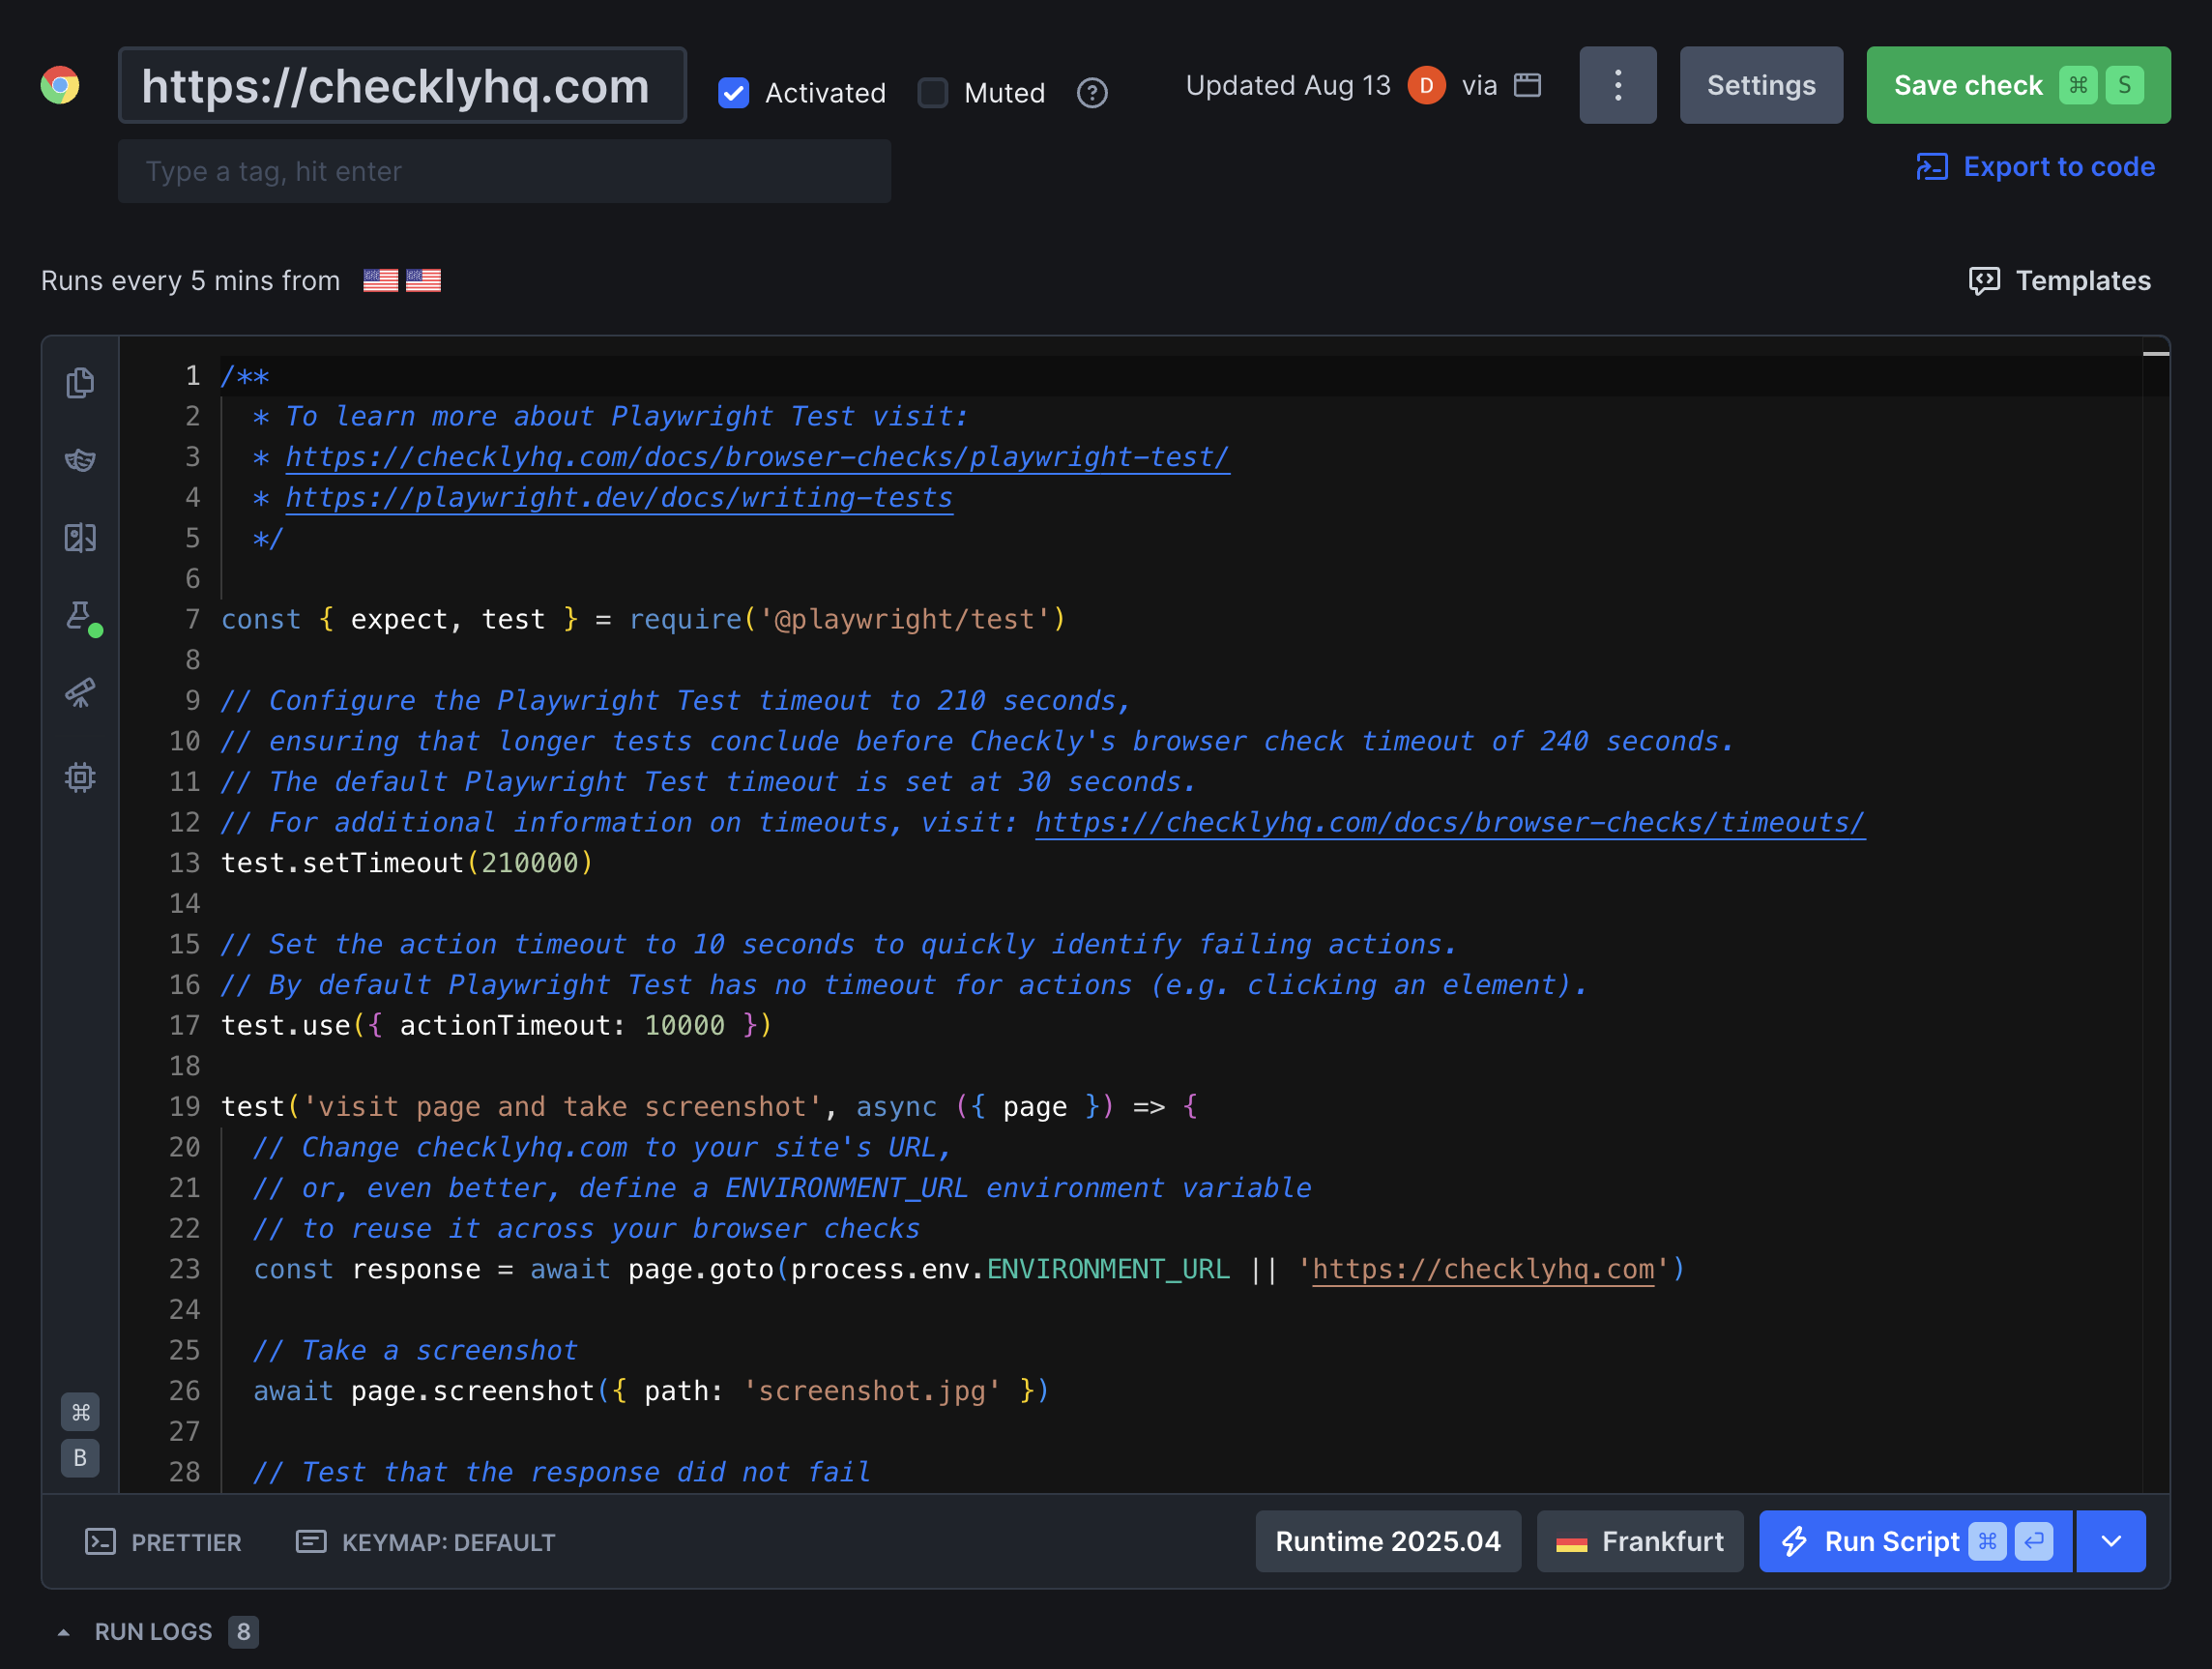 https://checklyhq.com
Activated
Muted
Updated Aug 13 D via
Settings
Save check ⌘ S
Type a tag, hit enter
Export to code
Runs every 5 mins from
Templates
1 /**
2 * To learn more about Playwright Test visit:
3 * https://checklyhq.com/docs/browser-checks/playwright-test/
4 * https://playwright.dev/docs/writing-tests
5 */
6
7 const { expect, test } = require('@playwright/test')
8
9 // Configure the Playwright Test timeout to 210 seconds,
10 // ensuring that longer tests conclude before Checkly's browser check timeout of 240 seconds.
11 // The default Playwright Test timeout is set at 30 seconds.
12 // For additional information on timeouts, visit: https://checklyhq.com/docs/browser-checks/timeouts/
13 test.setTimeout(210000)
14
15 // Set the action timeout to 10 seconds to quickly identify failing actions.
16 // By default Playwright Test has no timeout for actions (e.g. clicking an element).
17 test.use({ actionTimeout: 10000 })
18
19 test('visit page and take screenshot', async ({ page }) => {
20 // Change checklyhq.com to your site's URL,
21 // or, even better, define a ENVIRONMENT_URL environment variable
22 // to reuse it across your browser checks
23 const response = await page.goto(process.env.ENVIRONMENT_URL || 'https://checklyhq.com')
24
25 // Take a screenshot
26 await page.screenshot({ path: 'screenshot.jpg' })
27
28 // Test that the response did not fail
⌘
B
PRETTIER
KEYMAP: DEFAULT
Runtime 2025.04
Frankfurt
Run Script ⌘ ↵
RUN LOGS 8